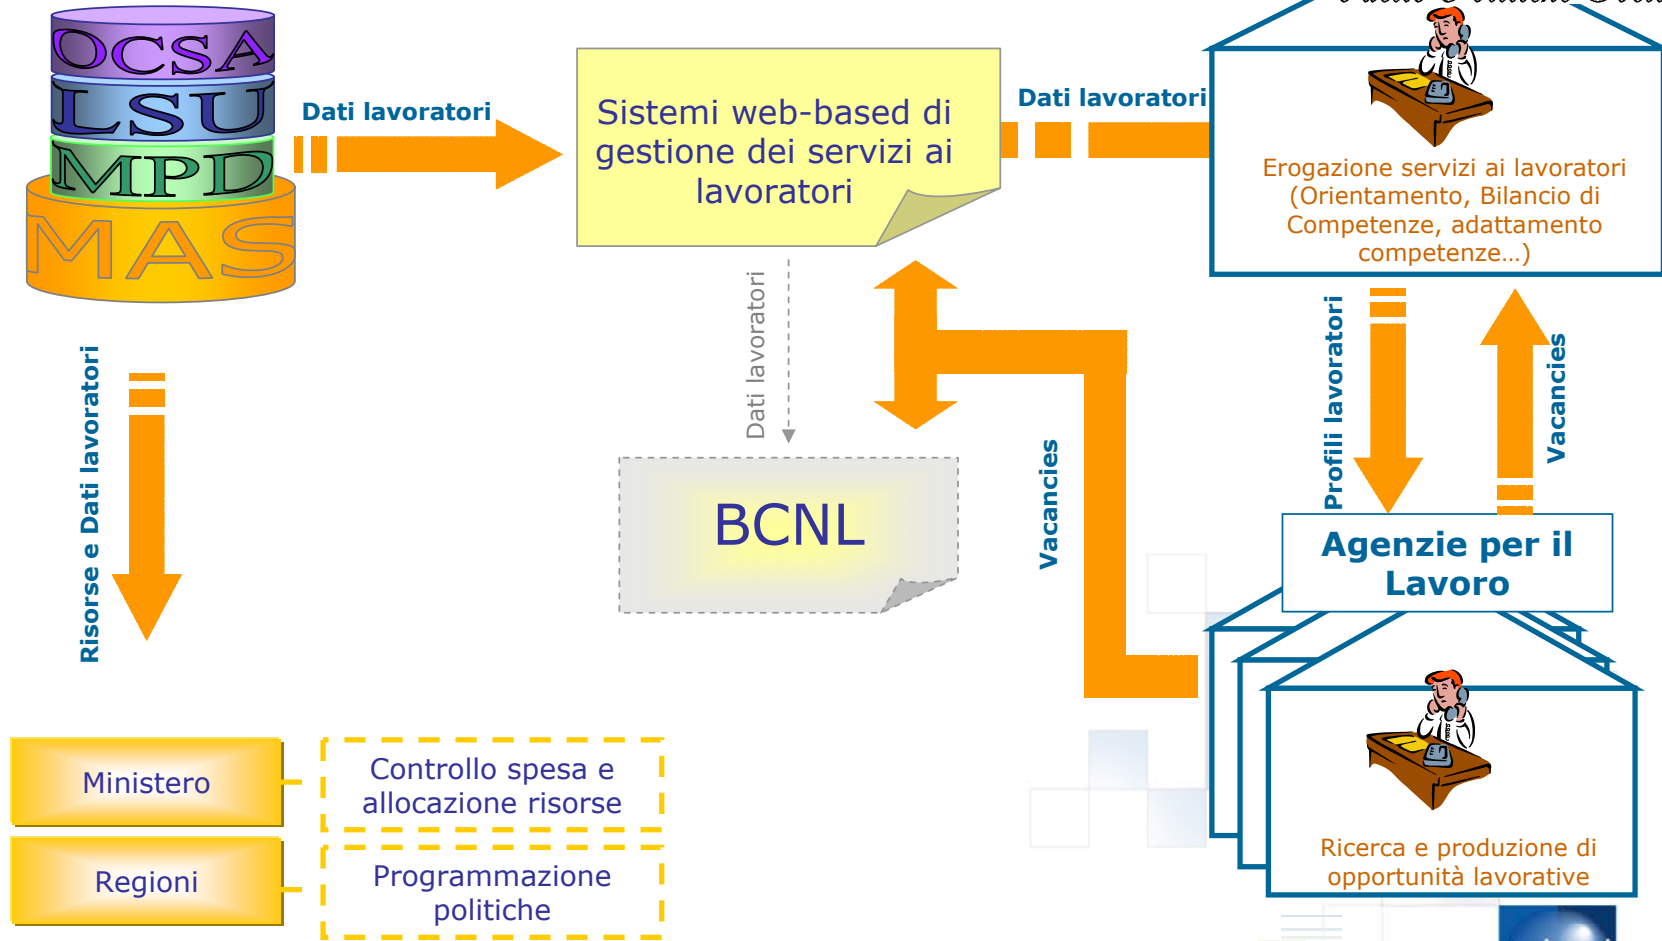 OCSA
LSU
MPD
MAS
Dati lavoratori
Sistemi web-based di
gestione dei servizi ai
lavoratori
Dati lavoratori
Erogazione servizi ai lavoratori
(Orientamento, Bilancio di
Competenze, adattamento
competenze…)
Risorse e Dati lavoratori
Dati lavoratori
BCNL
Vacancies
Profili lavoratori
Vacancies
Agenzie per il
Lavoro
Ricerca e produzione di
opportunità lavorative
Ministero
Controllo spesa e
allocazione risorse
Regioni
Programmazione
politiche